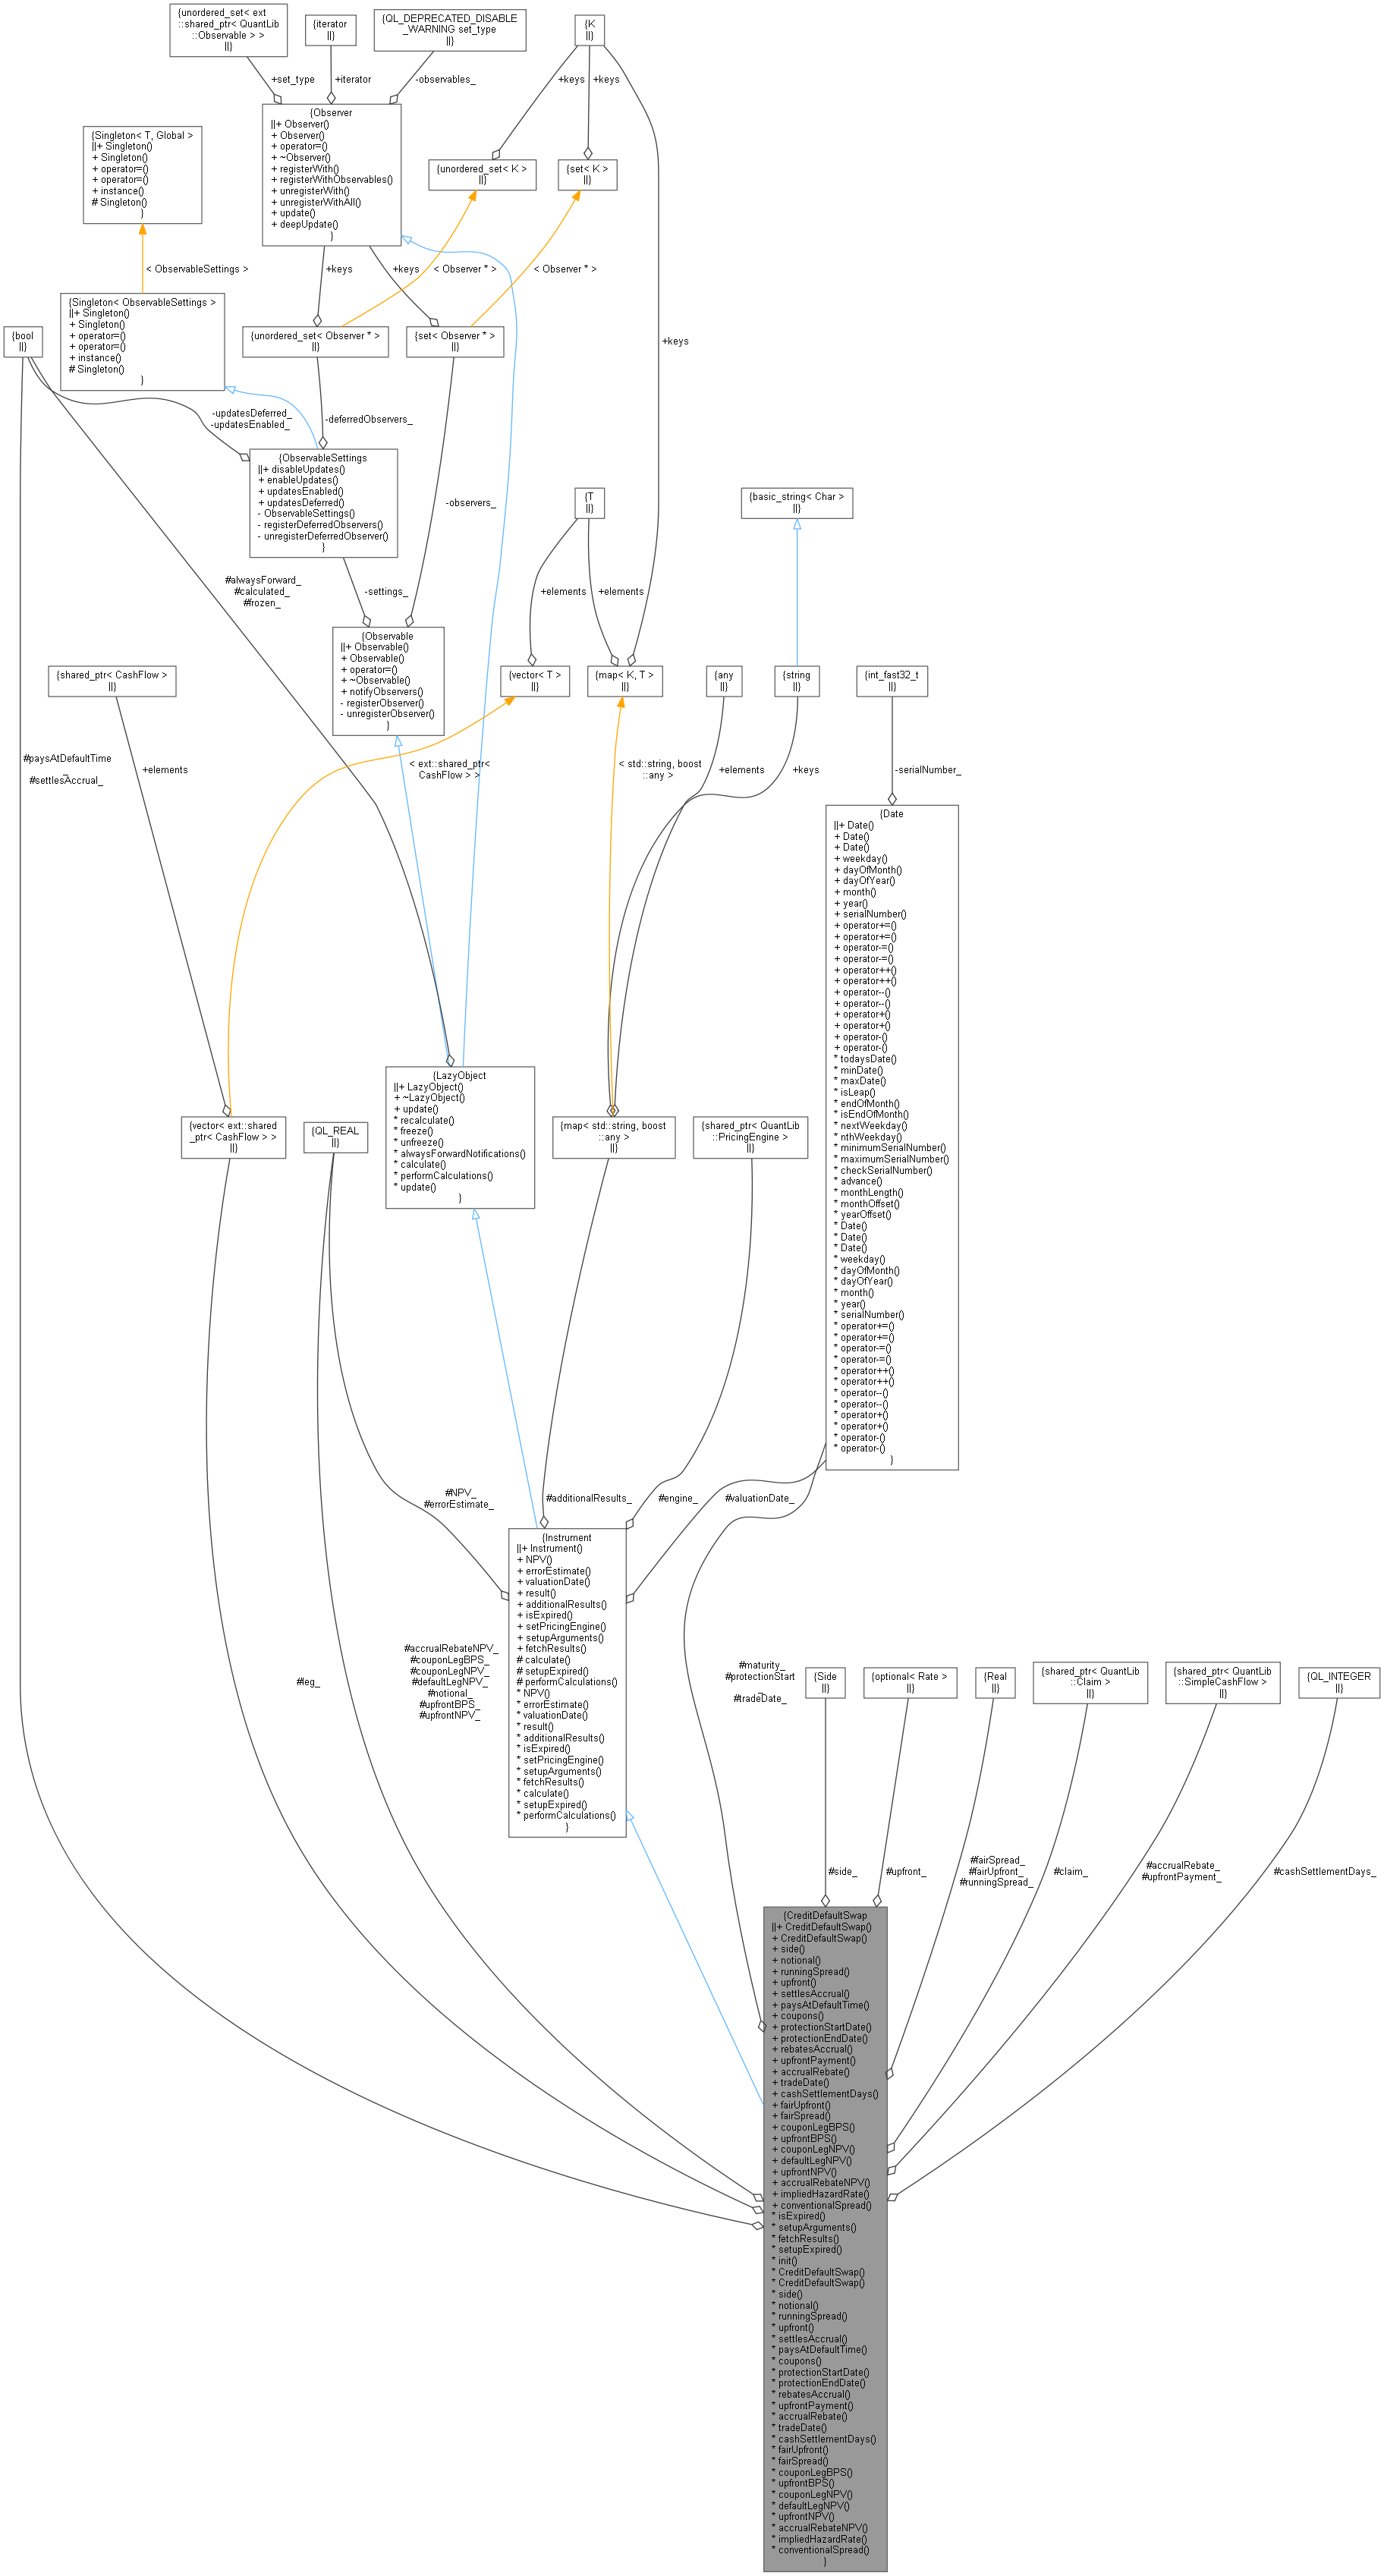 {unordered_set< ext
::shared_ptr< QuantLib
::Observable > >
||}
{iterator
||}
{QL_DEPRECATED_DISABLE
_WARNING set_type
||}
{K
||}
+set_type
+iterator
-observables_
+keys
+keys
{Observer
||+ Observer()
+ Observer()
+ operator=()
+ ~Observer()
+ registerWith()
+ registerWithObservables()
+ unregisterWith()
+ unregisterWithAll()
+ update()
+ deepUpdate()
}
{Singleton< T, Global >
||+ Singleton()
+ Singleton()
+ operator=()
+ operator=()
+ instance()
# Singleton()
}
{unordered_set< K >
||}
{set< K >
||}
< ObservableSettings >
+keys
+keys
< Observer * >
< Observer * >
{Singleton< ObservableSettings >
||+ Singleton()
+ Singleton()
+ operator=()
+ operator=()
+ instance()
# Singleton()
}
{bool
||}
{unordered_set< Observer * >
||}
{set< Observer * >
||}
+keys
-updatesDeferred_
-updatesEnabled_
-deferredObservers_
{ObservableSettings
||+ disableUpdates()
+ enableUpdates()
+ updatesEnabled()
+ updatesDeferred()
- ObservableSettings()
- registerDeferredObservers()
- unregisterDeferredObserver()
}
-observers_
{T
||}
{basic_string< Char >
||}
#alwaysForward_
#calculated_
#frozen_
-settings_
+elements
+elements
{Observable
||+ Observable()
+ Observable()
+ operator=()
+ ~Observable()
+ notifyObservers()
- registerObserver()
- unregisterObserver()
}
{shared_ptr< CashFlow >
||}
{vector< T >
||}
{map< K, T >
||}
{any
||}
{string
||}
{int_fast32_t
||}
#paysAtDefaultTime
_
#settlesAccrual_
+elements
< ext::shared_ptr<
CashFlow > >
< std::string, boost
::any >
+elements
+keys
-serialNumber_
{Date
||+ Date()
+ Date()
+ Date()
+ weekday()
+ dayOfMonth()
+ dayOfYear()
+ month()
+ year()
+ serialNumber()
+ operator+=()
+ operator+=()
+ operator-=()
+ operator-=()
+ operator++()
+ operator++()
+ operator--()
+ operator--()
+ operator+()
+ operator+()
+ operator-()
+ operator-()
* todaysDate()
* minDate()
* maxDate()
* isLeap()
* endOfMonth()
* isEndOfMonth()
* nextWeekday()
* nthWeekday()
* minimumSerialNumber()
* maximumSerialNumber()
* checkSerialNumber()
* advance()
* monthLength()
* monthOffset()
* yearOffset()
* Date()
* Date()
* Date()
* weekday()
* dayOfMonth()
* dayOfYear()
* month()
* year()
* serialNumber()
* operator+=()
* operator+=()
* operator-=()
* operator-=()
* operator++()
* operator++()
* operator--()
* operator--()
* operator+()
* operator+()
* operator-()
* operator-()
}
{LazyObject
||+ LazyObject()
+ ~LazyObject()
+ update()
* recalculate()
* freeze()
* unfreeze()
* alwaysForwardNotifications()
* calculate()
* performCalculations()
* update()
}
{vector< ext::shared
_ptr< CashFlow > >
||}
{QL_REAL
||}
{map< std::string, boost
::any >
||}
{shared_ptr< QuantLib
::PricingEngine >
||}
#NPV_
#errorEstimate_
#additionalResults_
#engine_
#valuationDate_
{Instrument
||+ Instrument()
+ NPV()
+ errorEstimate()
+ valuationDate()
+ result()
+ additionalResults()
+ isExpired()
+ setPricingEngine()
+ setupArguments()
+ fetchResults()
# calculate()
# setupExpired()
# performCalculations()
* NPV()
* errorEstimate()
* valuationDate()
* result()
* additionalResults()
* isExpired()
* setPricingEngine()
* setupArguments()
* fetchResults()
* calculate()
* setupExpired()
* performCalculations()
}
#leg_
#accrualRebateNPV_
#couponLegBPS_
#couponLegNPV_
#defaultLegNPV_
#notional_
#upfrontBPS_
#upfrontNPV_
#maturity_
#protectionStart
_
#tradeDate_
{Side
||}
{optional< Rate >
||}
{Real
||}
{shared_ptr< QuantLib
::Claim >
||}
{shared_ptr< QuantLib
::SimpleCashFlow >
||}
{QL_INTEGER
||}
#side_
#upfront_
#fairSpread_
#fairUpfront_
#runningSpread_
#claim_
#accrualRebate_
#upfrontPayment_
#cashSettlementDays_
{CreditDefaultSwap
||+ CreditDefaultSwap()
+ CreditDefaultSwap()
+ side()
+ notional()
+ runningSpread()
+ upfront()
+ settlesAccrual()
+ paysAtDefaultTime()
+ coupons()
+ protectionStartDate()
+ protectionEndDate()
+ rebatesAccrual()
+ upfrontPayment()
+ accrualRebate()
+ tradeDate()
+ cashSettlementDays()
+ fairUpfront()
+ fairSpread()
+ couponLegBPS()
+ upfrontBPS()
+ couponLegNPV()
+ defaultLegNPV()
+ upfrontNPV()
+ accrualRebateNPV()
+ impliedHazardRate()
+ conventionalSpread()
* isExpired()
* setupArguments()
* fetchResults()
* setupExpired()
* init()
* CreditDefaultSwap()
* CreditDefaultSwap()
* side()
* notional()
* runningSpread()
* upfront()
* settlesAccrual()
* paysAtDefaultTime()
* coupons()
* protectionStartDate()
* protectionEndDate()
* rebatesAccrual()
* upfrontPayment()
* accrualRebate()
* tradeDate()
* cashSettlementDays()
* fairUpfront()
* fairSpread()
* couponLegBPS()
* upfrontBPS()
* couponLegNPV()
* defaultLegNPV()
* upfrontNPV()
* accrualRebateNPV()
* impliedHazardRate()
* conventionalSpread()
}